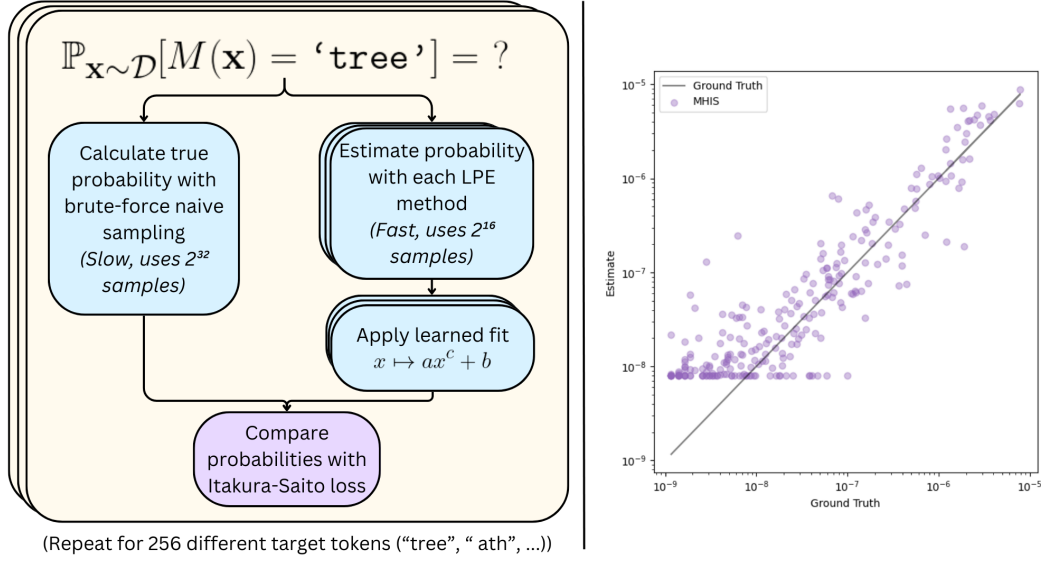 ℙ𝐱∼𝒟[M(𝐱) = ‘tree’] = ?
Calculate true
probability with
brute-force naive
sampling
(Slow, uses 2³²
samples)
Estimate probability
with each LPE
method
(Fast, uses 2¹⁶
samples)
Apply learned fit
x ↦ axᶜ + b
Compare
probabilities with
Itakura-Saito loss
(Repeat for 256 different target tokens (“tree”, “ ath”, ...))
Ground Truth
MHIS
Estimate
10⁻⁵
10⁻⁶
10⁻⁷
10⁻⁸
10⁻⁹
10⁻⁹ 10⁻⁸ 10⁻⁷ 10⁻⁶ 10⁻⁵
Ground Truth